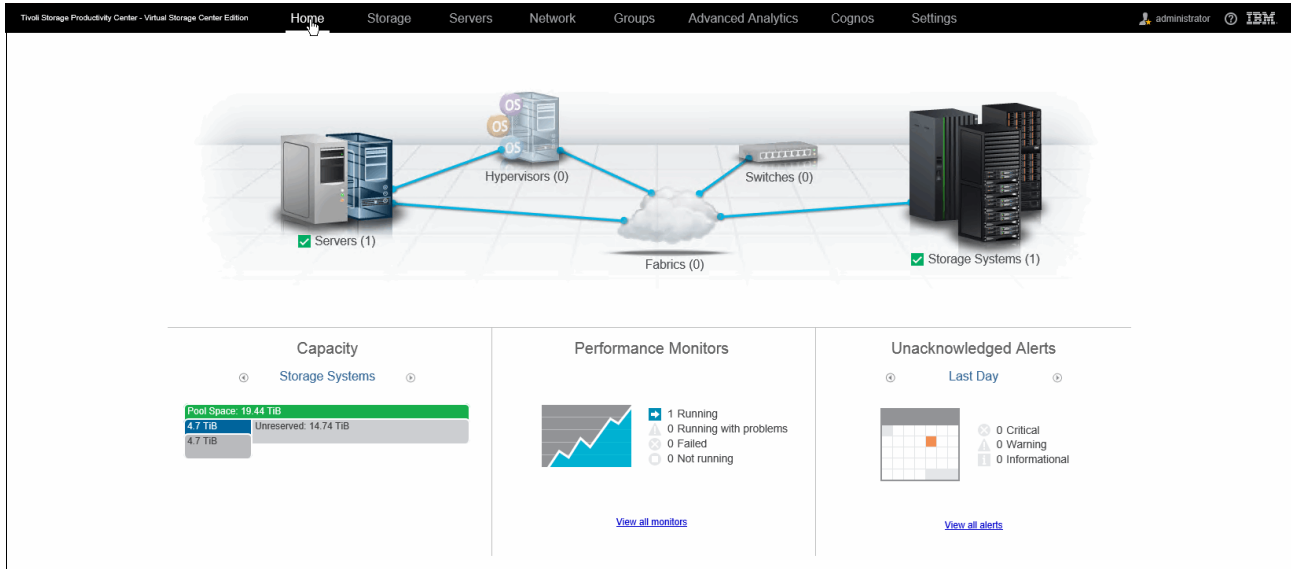 Tivoli Storage Productivity Center - Virtual Storage Center Edition Home Storage Servers Network Groups Advanced Analytics Cognos Settings administrator ? IBM.
OS
OS
OS
Hypervisors (0)
Switches (0)
Servers (1)
Fabrics (0)
Storage Systems (1)
Capacity
Storage Systems
Pool Space: 19.44 TiB
4.7 TiB Unreserved: 14.74 TiB
4.7 TiB
Performance Monitors
1 Running
0 Running with problems
0 Failed
0 Not running
View all monitors
Unacknowledged Alerts
Last Day
0 Critical
0 Warning
0 Informational
View all alerts